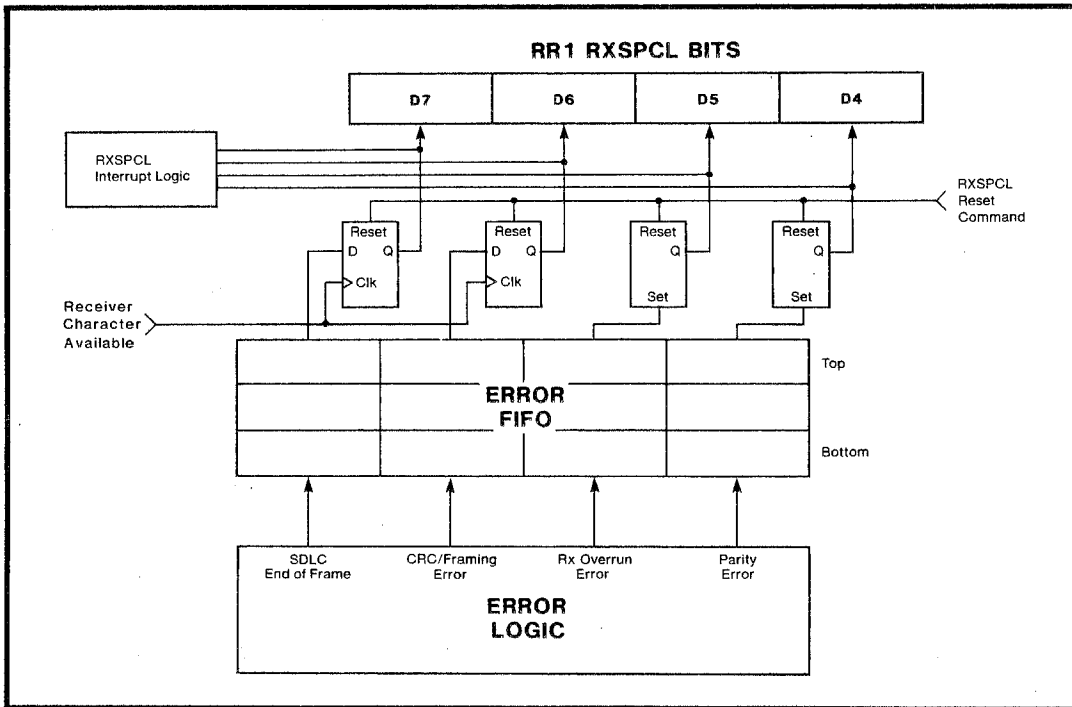 RR1 RXSPCL BITS
D7 D6 D5 D4
RXSPCL
Interrupt Logic
RXSPCL
Reset
Command
Reset Reset Reset Reset
D Q D Q Q Q
Clk Clk
Set Set
Receiver
Character
Available
Top
ERROR
FIFO
Bottom
SDLC
End of Frame
CRC/Framing
Error
Rx Overrun
Error
Parity
Error
ERROR
LOGIC